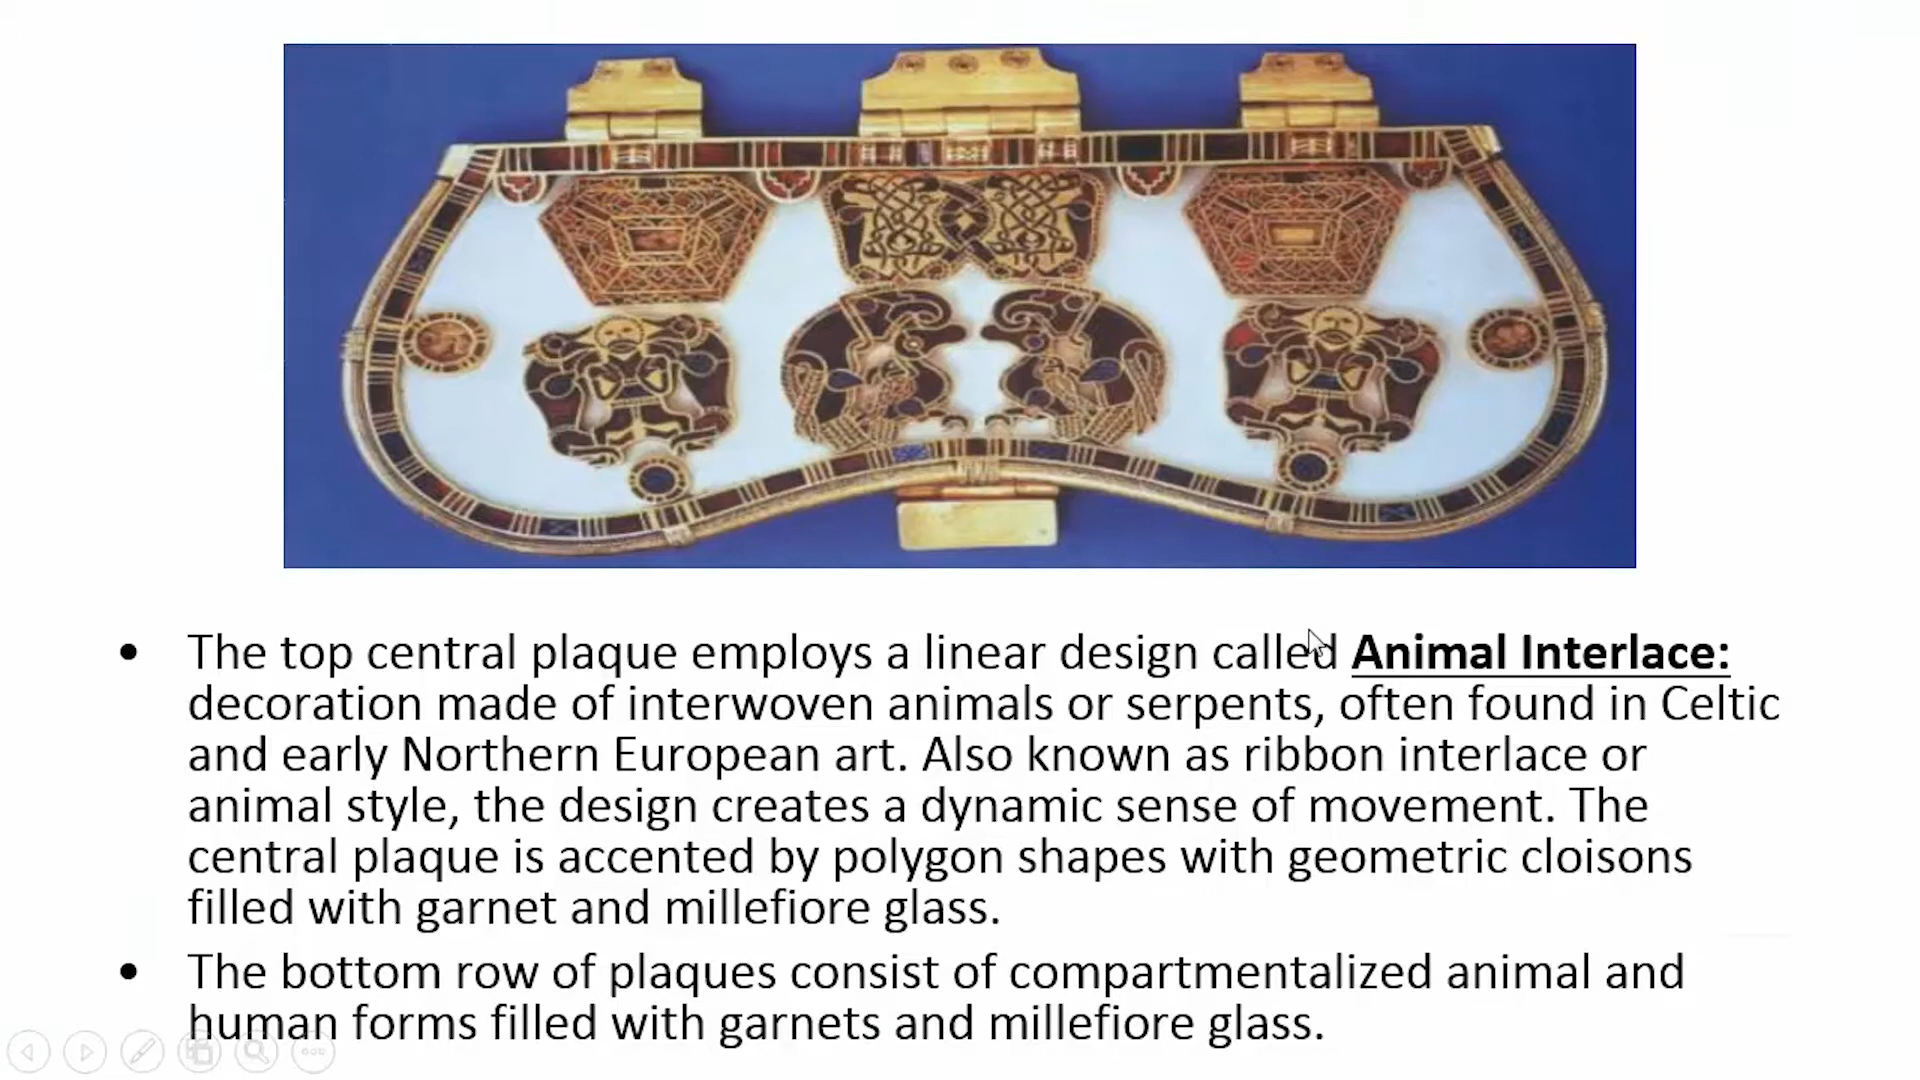 • The top central plaque employs a linear design called Animal Interlace:
decoration made of interwoven animals or serpents, often found in Celtic
and early Northern European art. Also known as ribbon interlace or
animal style, the design creates a dynamic sense of movement. The
central plaque is accented by polygon shapes with geometric cloisons
filled with garnet and millefiore glass.
• The bottom row of plaques consist of compartmentalized animal and
human forms filled with garnets and millefiore glass.